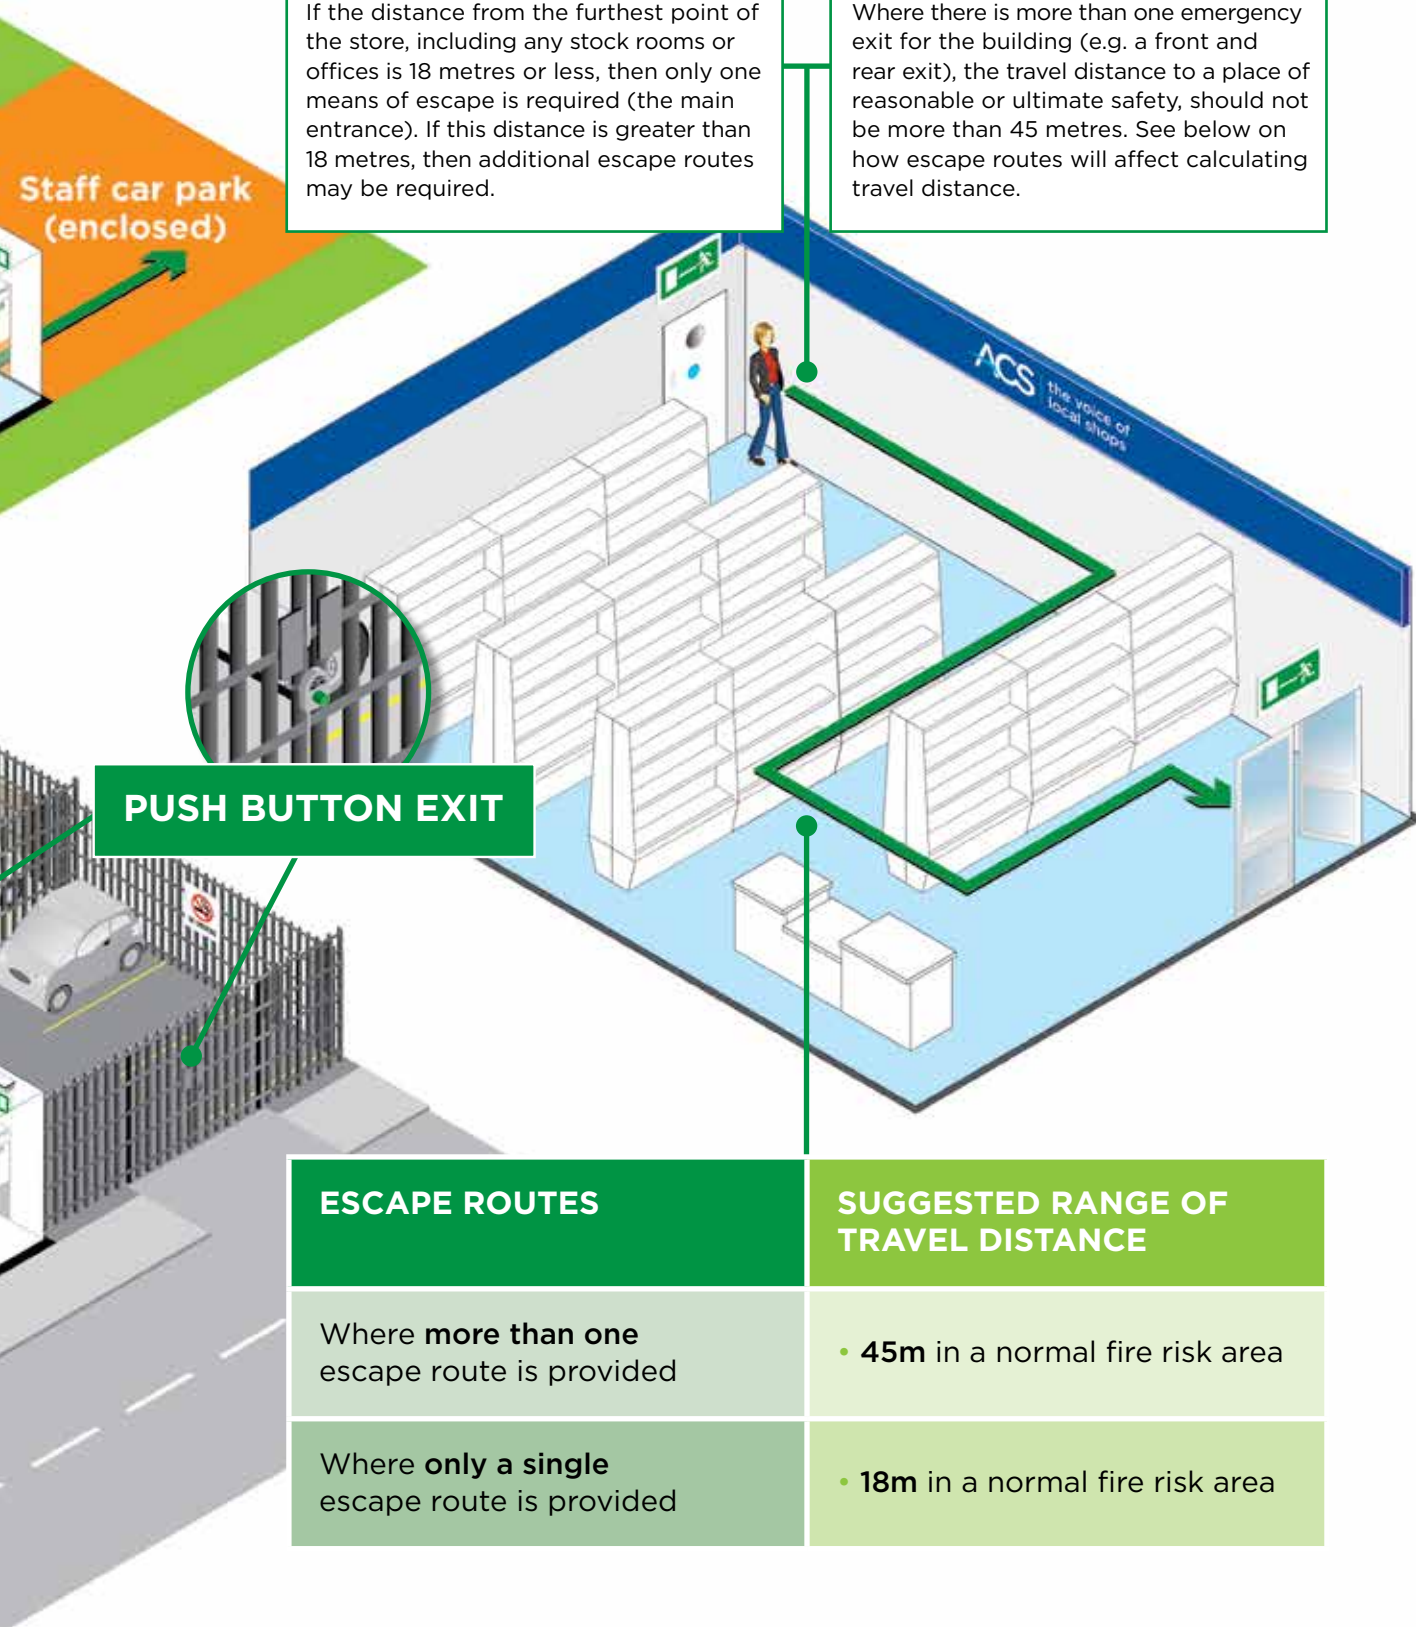 If the distance from the furthest point of
the store, including any stock rooms or
offices is 18 metres or less, then only one
means of escape is required (the main
entrance). If this distance is greater than
18 metres, then additional escape routes
may be required.
Where there is more than one emergency
exit for the building (e.g. a front and
rear exit), the travel distance to a place of
reasonable or ultimate safety, should not
be more than 45 metres. See below on
how escape routes will affect calculating
travel distance.
Staff car park
(enclosed)
ACS
the voice of
local shops
PUSH BUTTON EXIT
ESCAPE ROUTES
SUGGESTED RANGE OF
TRAVEL DISTANCE
Where more than one
escape route is provided
• 45m in a normal fire risk area
Where only a single
escape route is provided
• 18m in a normal fire risk area